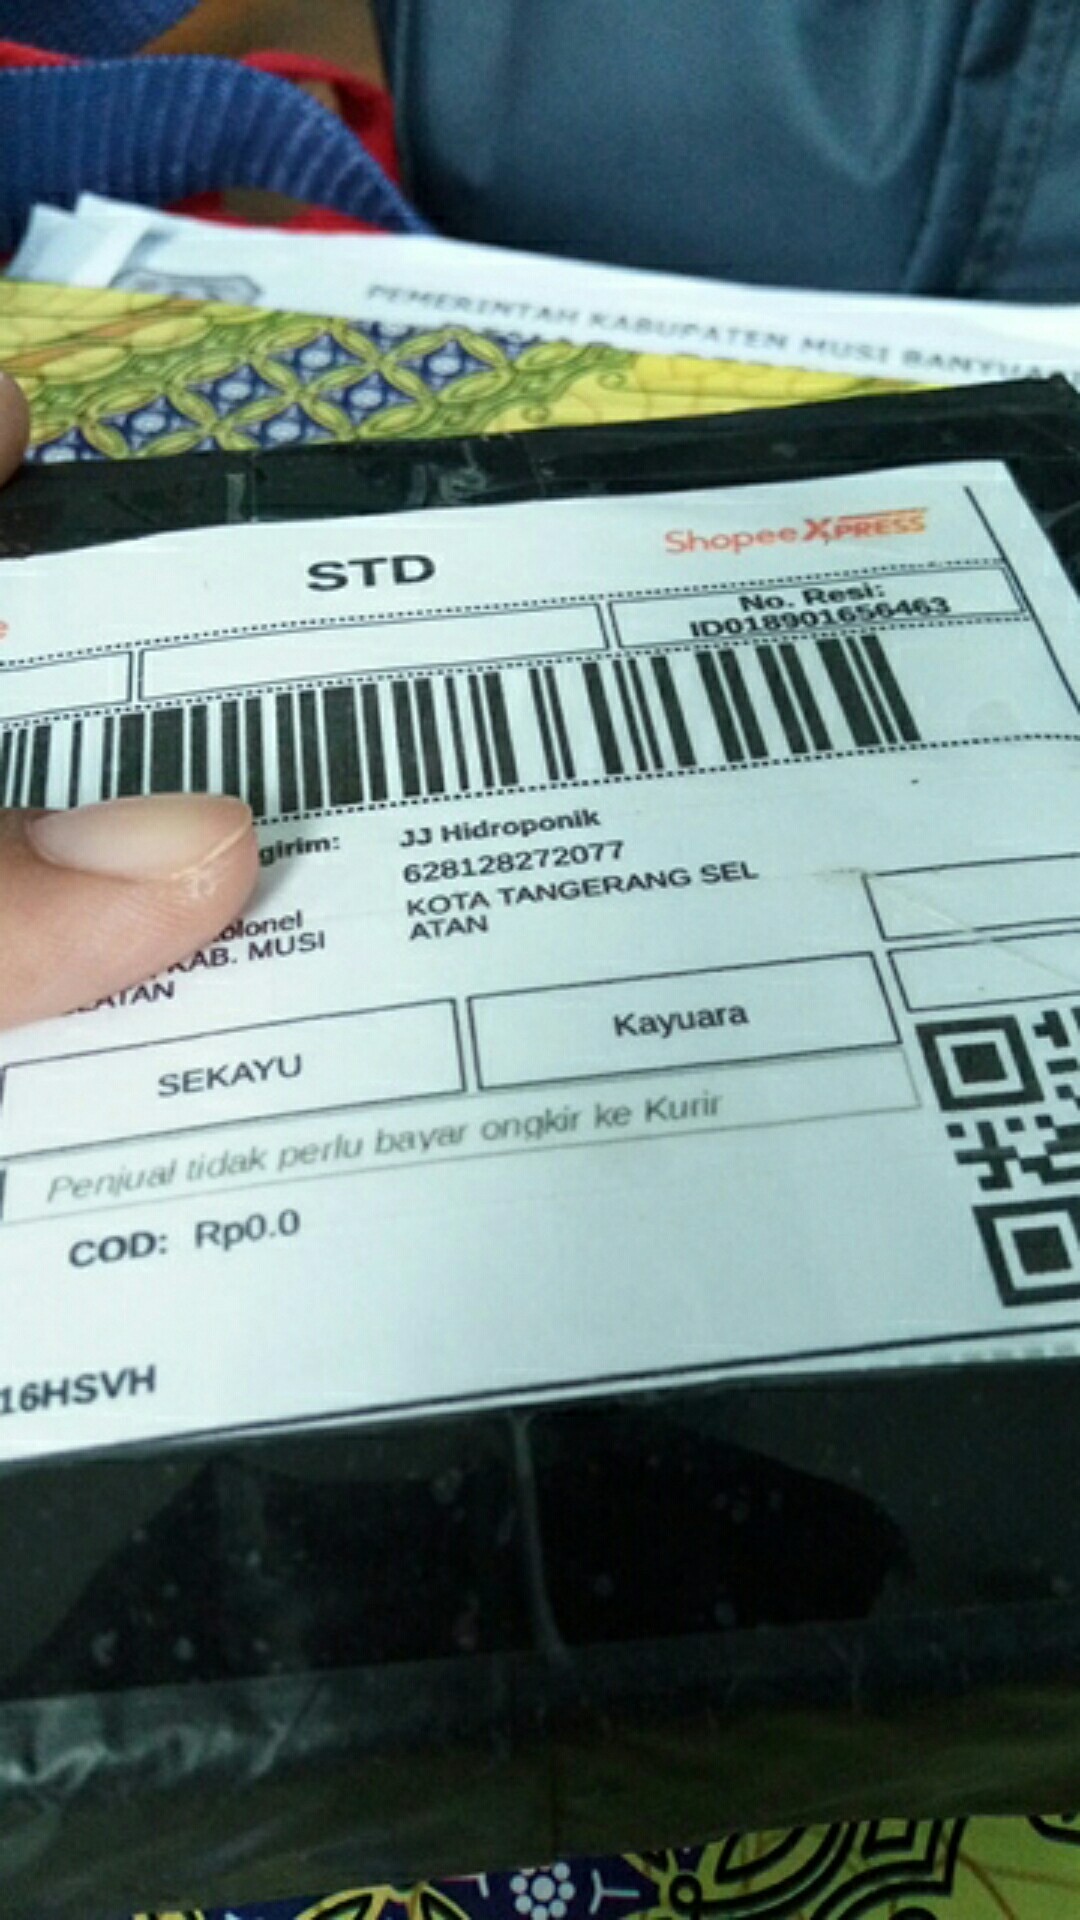 PEMERINTAH KABUPATEN MUSI
STD
Shopee XPRESS
No. Resi:
ID018901656463
girim:
JJ Hidroponik
628128272077
KOTA TANGERANG SEL
ATAN
olonel
KAB. MUSI
LATAN
SEKAYU
Kayuara
Penjual tidak perlu bayar ongkir ke Kurir
COD: Rp0.0
16HSVH